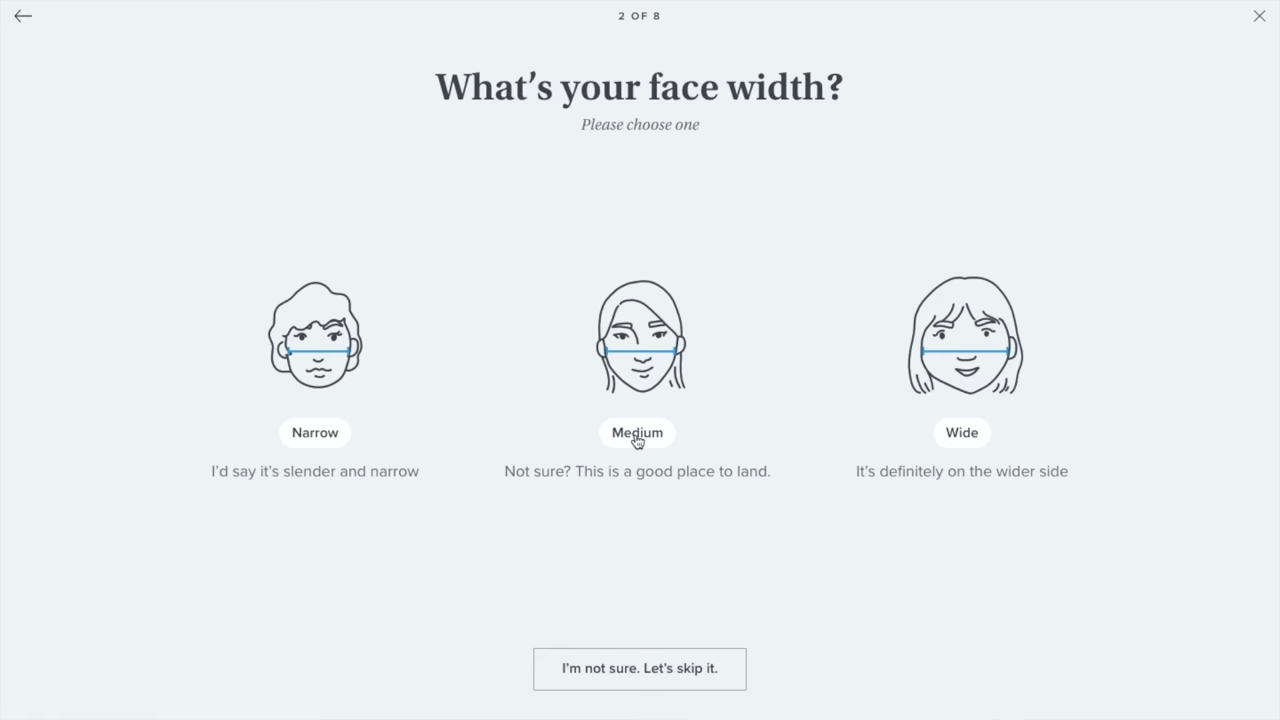 2 OF 8
What’s your face width?
Please choose one
Narrow
Medium
Wide
I’d say it’s slender and narrow
Not sure? This is a good place to land.
It’s definitely on the wider side
I’m not sure. Let’s skip it.